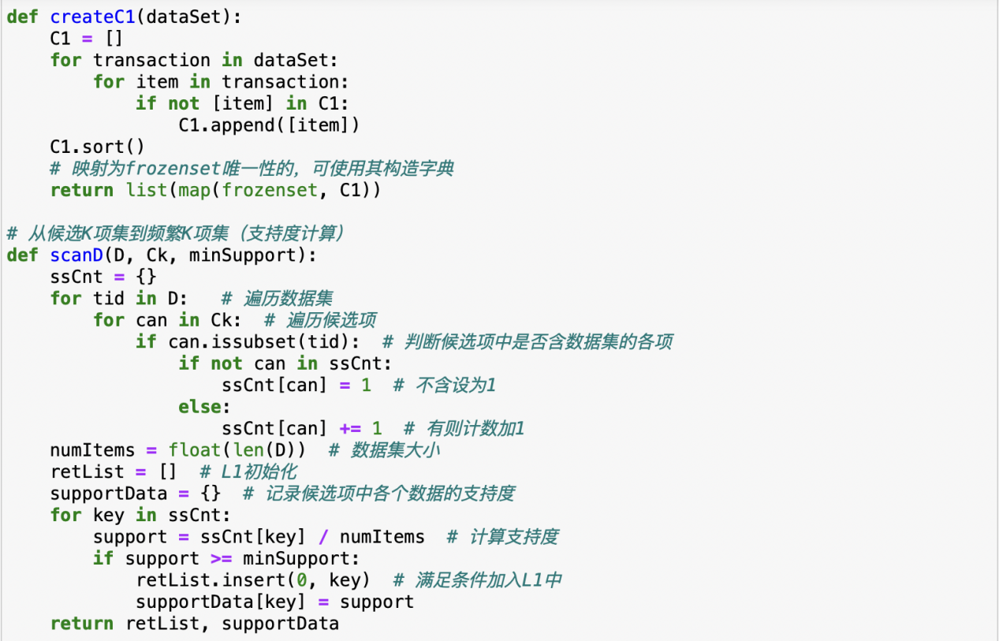 def createC1(dataSet):
    C1 = []
    for transaction in dataSet:
        for item in transaction:
            if not [item] in C1:
                C1.append([item])
    C1.sort()
    # 映射为frozenset唯一性的，可使用其构造字典
    return list(map(frozenset, C1))

# 从候选K项集到频繁K项集（支持度计算）
def scanD(D, Ck, minSupport):
    ssCnt = {}
    for tid in D:   # 遍历数据集
        for can in Ck:  # 遍历候选项
            if can.issubset(tid):  # 判断候选项中是否含数据集的各项
                if not can in ssCnt:
                    ssCnt[can] = 1  # 不含设为1
                else:
                    ssCnt[can] += 1  # 有则计数加1
    numItems = float(len(D))  # 数据集大小
    retList = []  # L1初始化
    supportData = {}  # 记录候选项中各个数据的支持度
    for key in ssCnt:
        support = ssCnt[key] / numItems  # 计算支持度
        if support >= minSupport:
            retList.insert(0, key)  # 满足条件加入L1中
            supportData[key] = support
    return retList, supportData